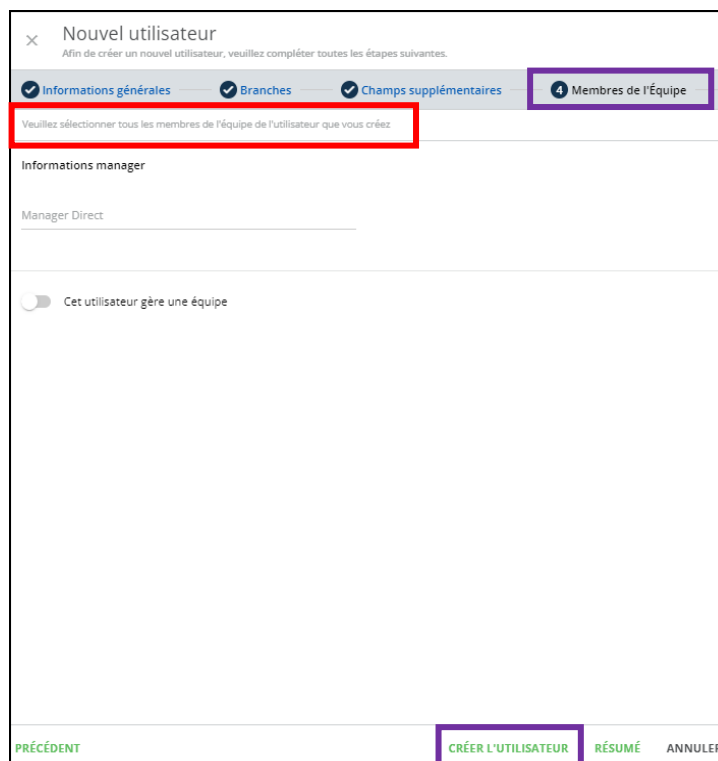 Nouvel utilisateur
Afin de créer un nouvel utilisateur, veuillez compléter toutes les étapes suivantes.
Informations générales Branches Champs supplémentaires 4 Membres de l'Équipe
Veuillez sélectionner tous les membres de l'équipe de l'utilisateur que vous créez
Informations manager
Manager Direct
Cet utilisateur gère une équipe
PRÉCÉDENT CRÉER L'UTILISATEUR RÉSUMÉ ANNULER